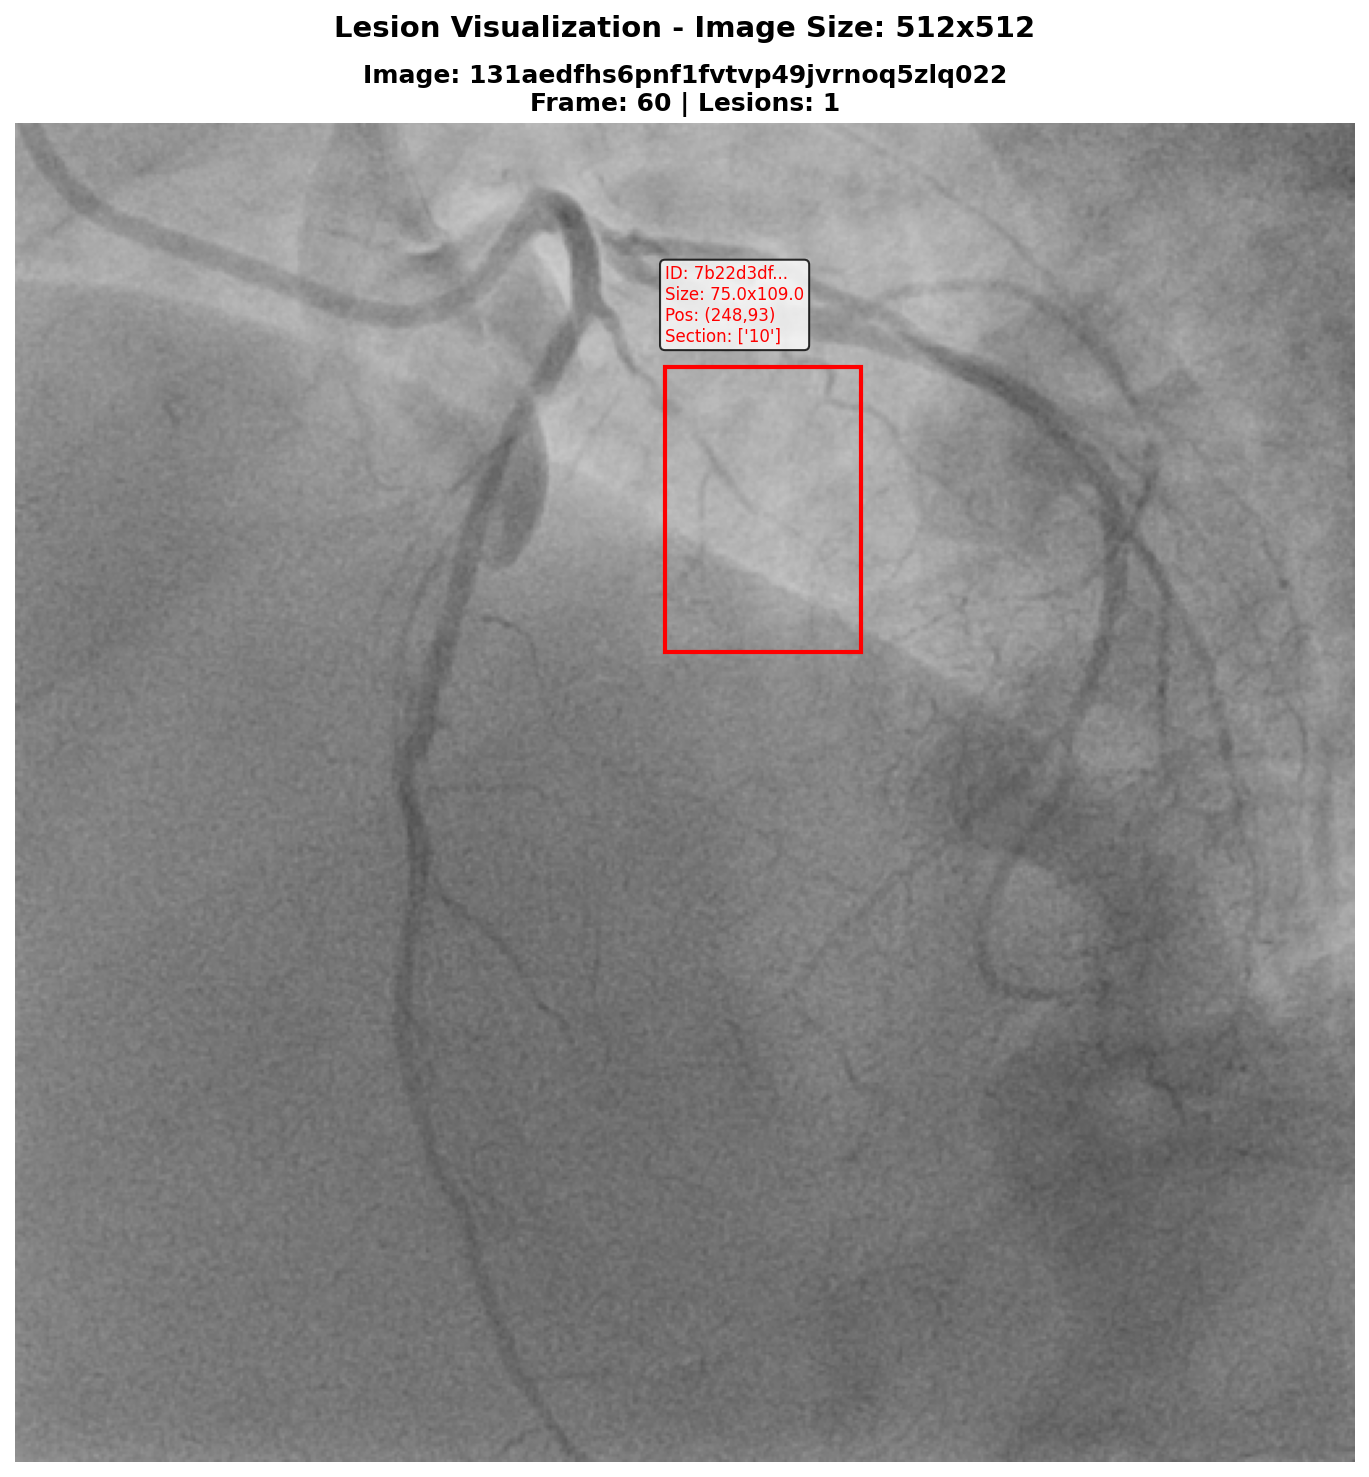 Lesion Visualization - Image Size: 512x512
Image: 131aedfhs6pnf1fvtvp49jvrnoq5zlq022
Frame: 60 | Lesions: 1
ID: 7b22d3df...
Size: 75.0x109.0
Pos: (248,93)
Section: ['10']